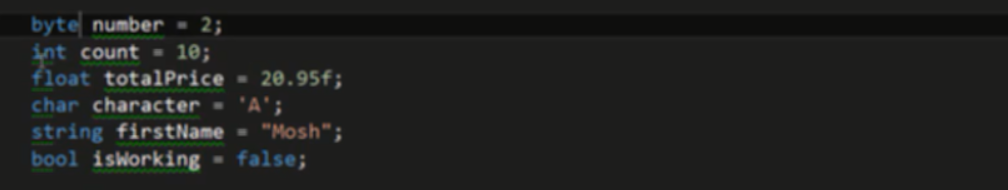 byte number = 2;
int count = 10;
float totalPrice = 20.95f;
char character = 'A';
string firstName = "Mosh";
bool isWorking = false;